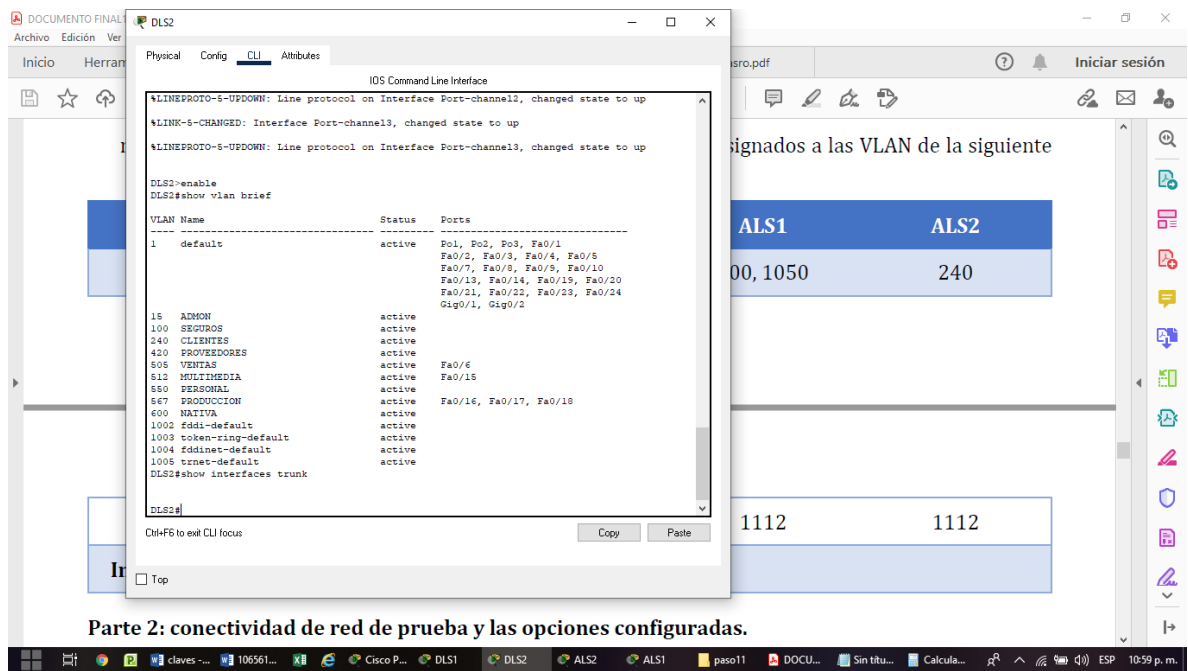 DOCUMENTO FINAL1
Archivo Edición Ver
Inicio Herram
asro.pdf
Iniciar sesión
DLS2
Physical Config CLI Attributes
IOS Command Line Interface
%LINEPROTO-5-UPDOWN: Line protocol on Interface Port-channel2, changed state to up
%LINK-5-CHANGED: Interface Port-channel3, changed state to up
%LINEPROTO-5-UPDOWN: Line protocol on Interface Port-channel3, changed state to up
DLS2>enable
DLS2#show vlan brief
VLAN Name Status Ports
---- -------------------------------- --------- -------------------------------
1 default active Po1, Po2, Po3, Fa0/1
Fa0/2, Fa0/3, Fa0/4, Fa0/5
Fa0/7, Fa0/8, Fa0/9, Fa0/10
Fa0/13, Fa0/14, Fa0/19, Fa0/20
Fa0/21, Fa0/22, Fa0/23, Fa0/24
Gig0/1, Gig0/2
15 ADMON active
100 SEGUROS active
240 CLIENTES active
420 PROVEEDORES active
505 VENTAS active Fa0/6
512 MULTIMEDIA active Fa0/15
550 PERSONAL active
567 PRODUCCION active Fa0/16, Fa0/17, Fa0/18
600 NATIVA active
1002 fddi-default active
1003 token-ring-default active
1004 fddinet-default active
1005 trnet-default active
DLS2#show interfaces trunk
DLS2#
Ctrl+F6 to exit CLI focus
Copy Paste
Top
signados a las VLAN de la siguiente
ALS1 ALS2
00, 1050 240
1112 1112
In
Parte 2: conectividad de red de prueba y las opciones configuradas.
claves -... 106561... Cisco P... DLS1 DLS2 ALS2 ALS1 paso11 DOCU... Sin títu... Calcula... ESP 10:59 p. m.